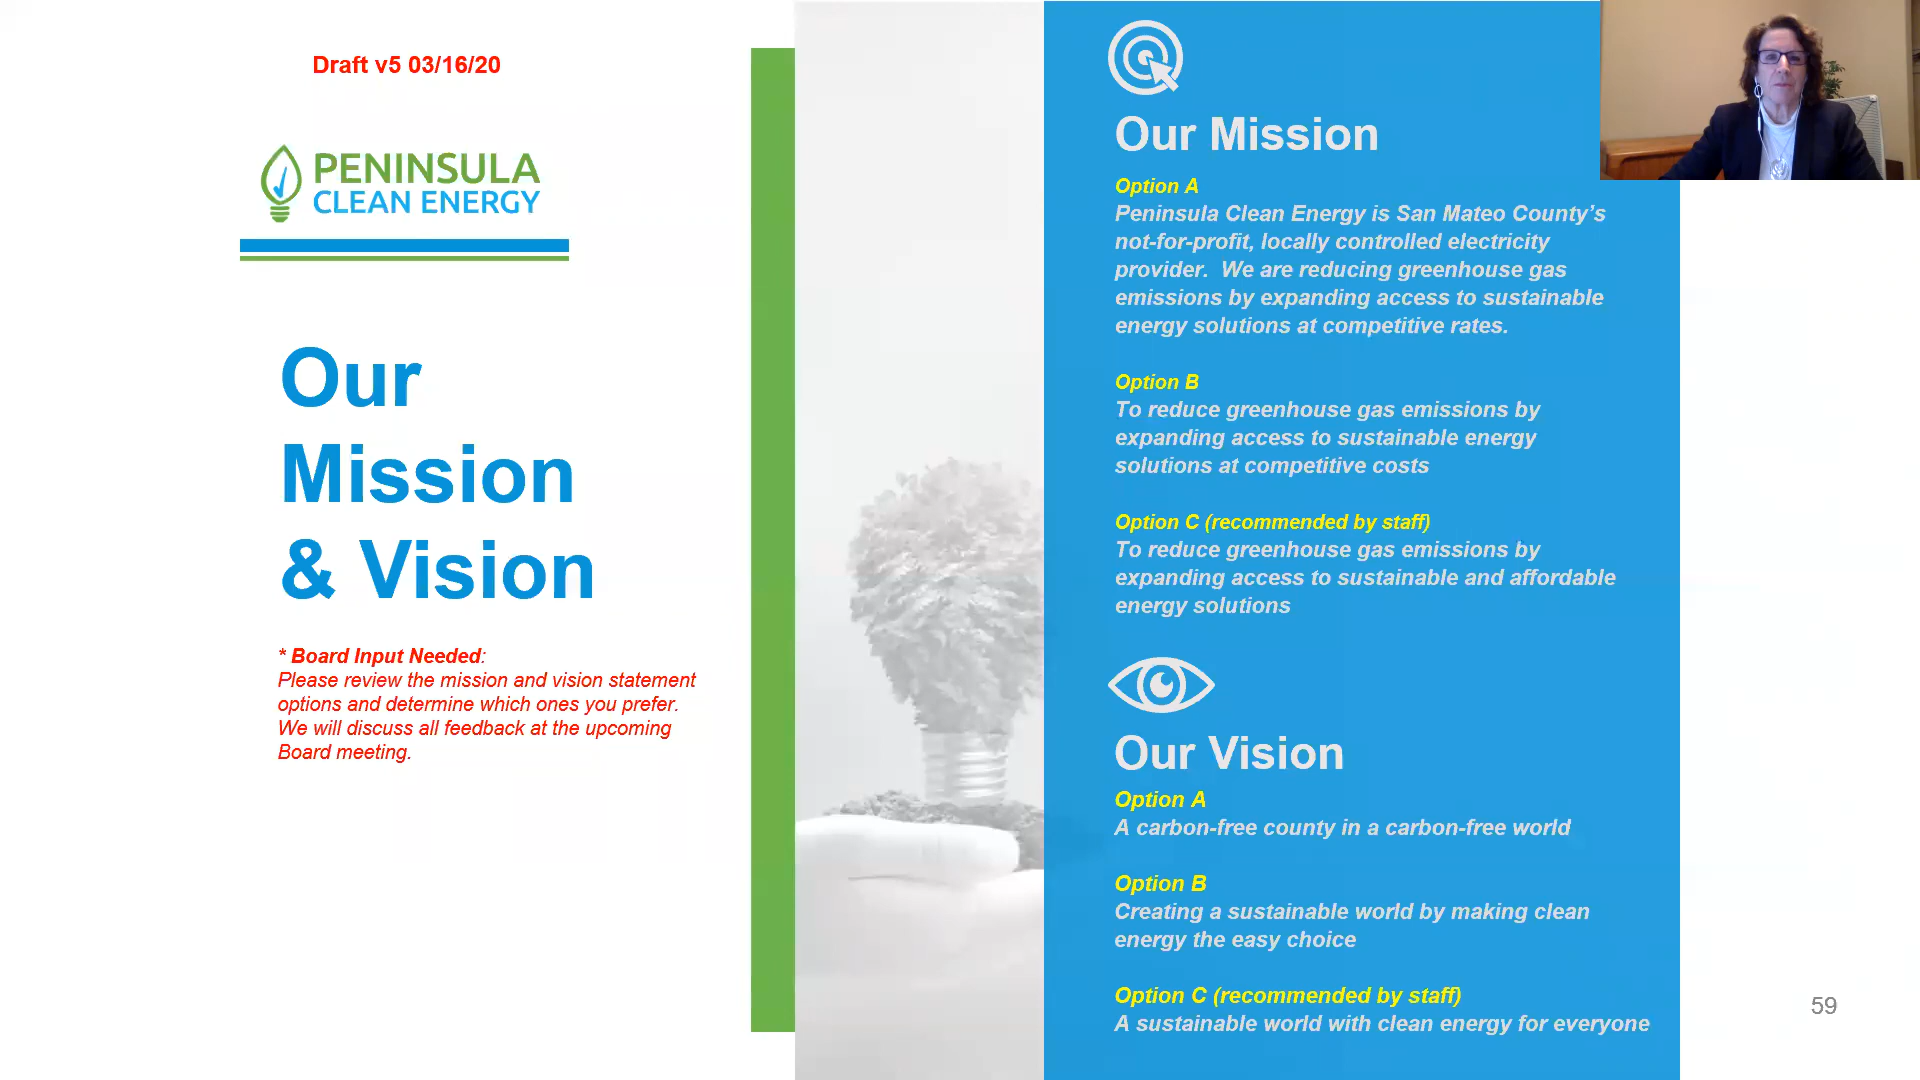 Draft v5 03/16/20
PENINSULA
CLEAN ENERGY
Our
Mission
& Vision
* Board Input Needed:
Please review the mission and vision statement
options and determine which ones you prefer.
We will discuss all feedback at the upcoming
Board meeting.
Our Mission
Option A
Peninsula Clean Energy is San Mateo County’s
not-for-profit, locally controlled electricity
provider.  We are reducing greenhouse gas
emissions by expanding access to sustainable
energy solutions at competitive rates.
Option B
To reduce greenhouse gas emissions by
expanding access to sustainable energy
solutions at competitive costs
Option C (recommended by staff)
To reduce greenhouse gas emissions by
expanding access to sustainable and affordable
energy solutions
Our Vision
Option A
A carbon-free county in a carbon-free world
Option B
Creating a sustainable world by making clean
energy the easy choice
Option C (recommended by staff)
A sustainable world with clean energy for everyone
59